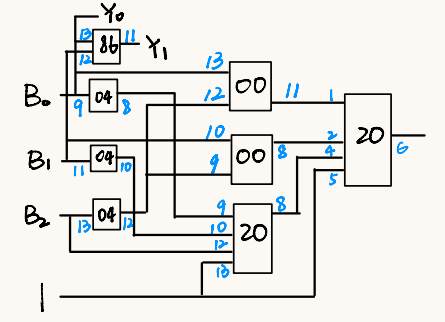 Y₀
13 86 11 Y₁
12
13 00
12 11 1
B₀ 9 04 8
10 00 2 20
9 8 4 6
B₁ 11 04 10 5
9 8
B₂ 13 04 12 10 20
12
13
1